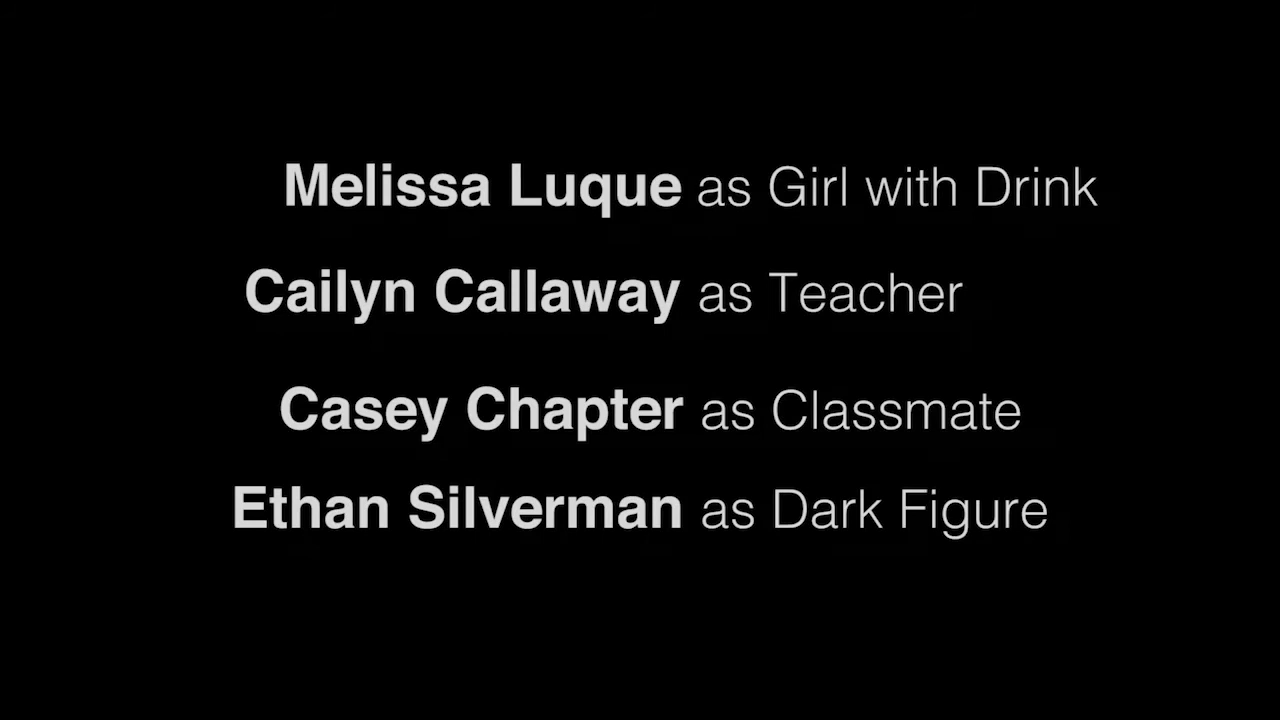 Melissa Luque as Girl with Drink
Cailyn Callaway as Teacher
Casey Chapter as Classmate
Ethan Silverman as Dark Figure